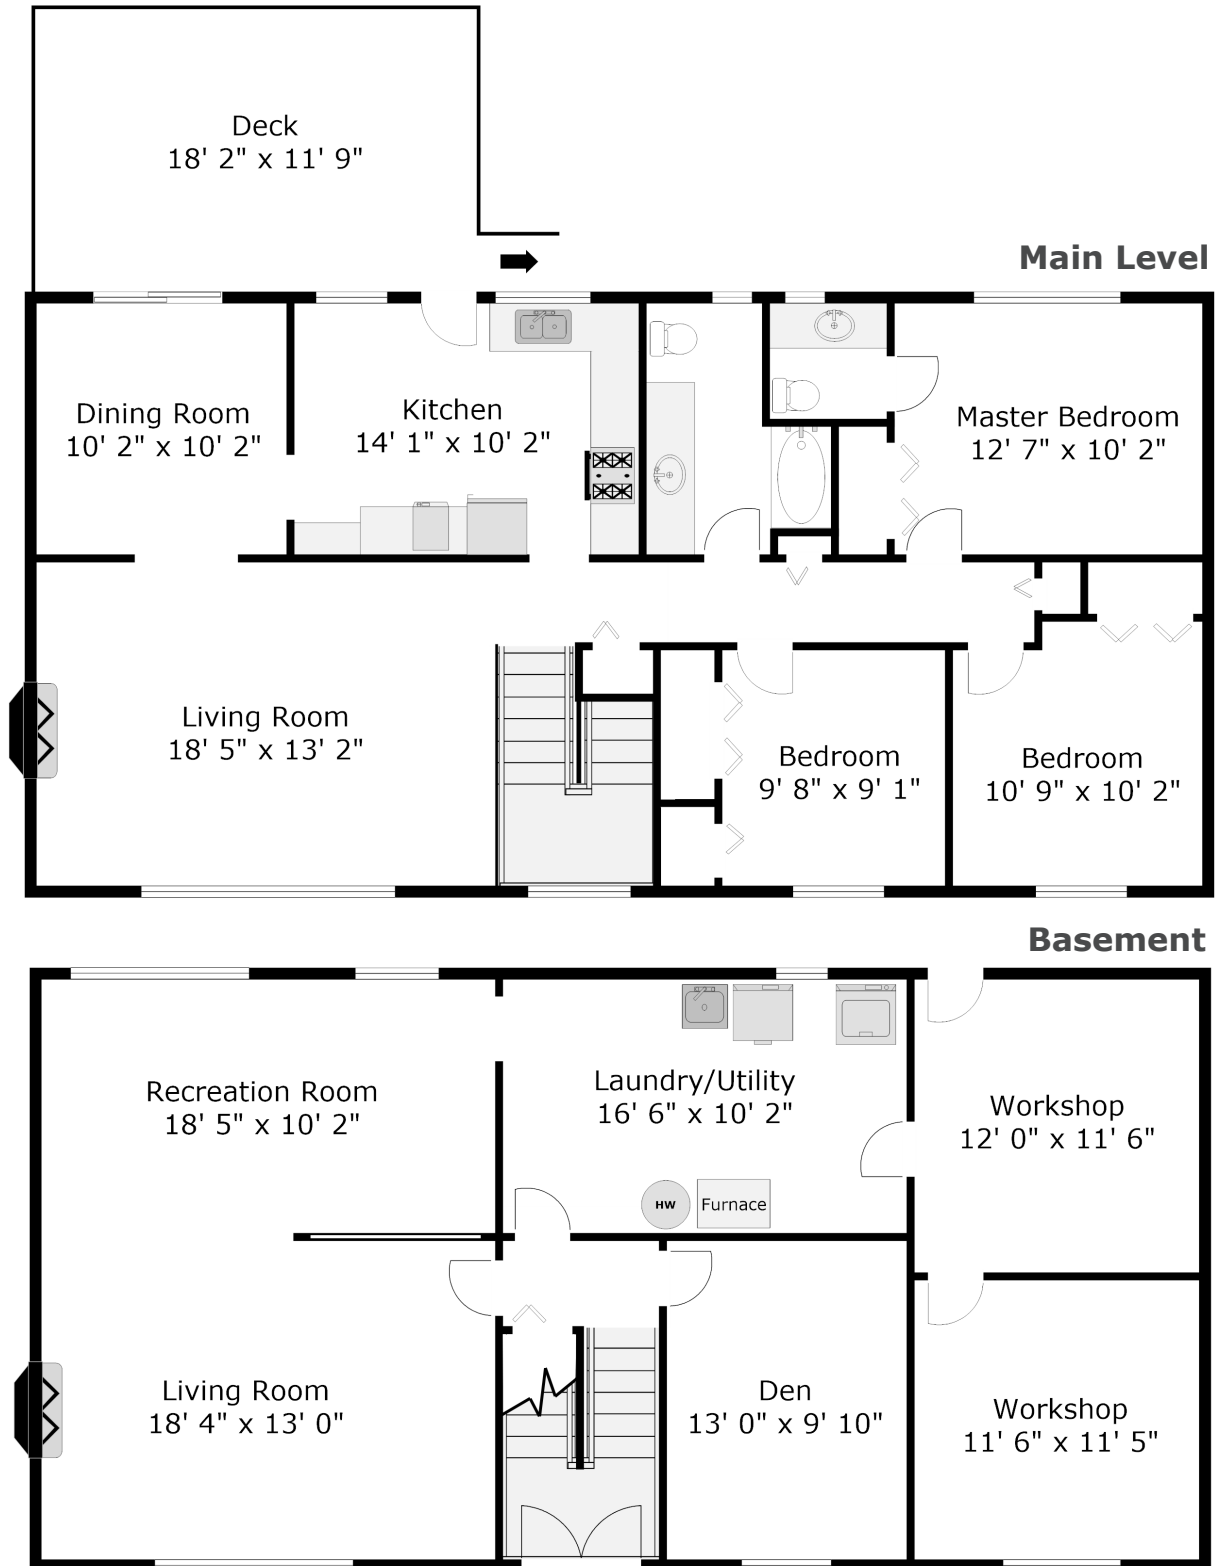 Deck
18' 2" x 11' 9"
Main Level
Dining Room
10' 2" x 10' 2"
Kitchen
14' 1" x 10' 2"
Master Bedroom
12' 7" x 10' 2"
Living Room
18' 5" x 13' 2"
Bedroom
9' 8" x 9' 1"
Bedroom
10' 9" x 10' 2"
Basement
Recreation Room
18' 5" x 10' 2"
Laundry/Utility
16' 6" x 10' 2"
Workshop
12' 0" x 11' 6"
HW
Furnace
Living Room
18' 4" x 13' 0"
Den
13' 0" x 9' 10"
Workshop
11' 6" x 11' 5"